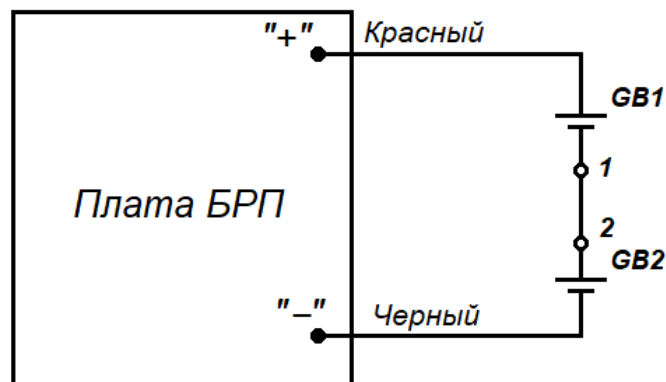 "+"
Красный
GB1
1
Плата БРП
2
GB2
"–"
Черный